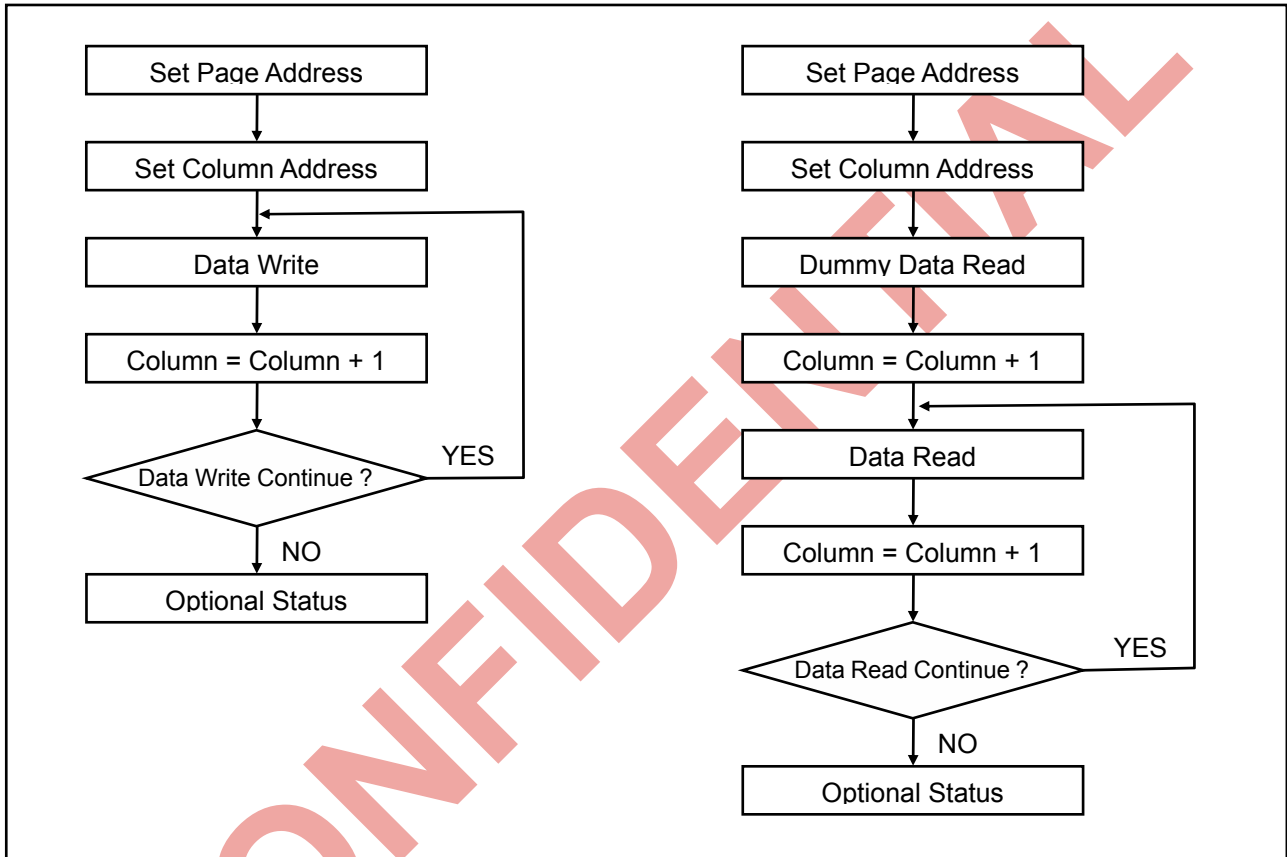 Set Page Address
Set Column Address
Data Write
Column = Column + 1
Data Write Continue ?
YES
NO
Optional Status
Set Page Address
Set Column Address
Dummy Data Read
Column = Column + 1
Data Read
Column = Column + 1
Data Read Continue ?
YES
NO
Optional Status
ONFIDENTIAL